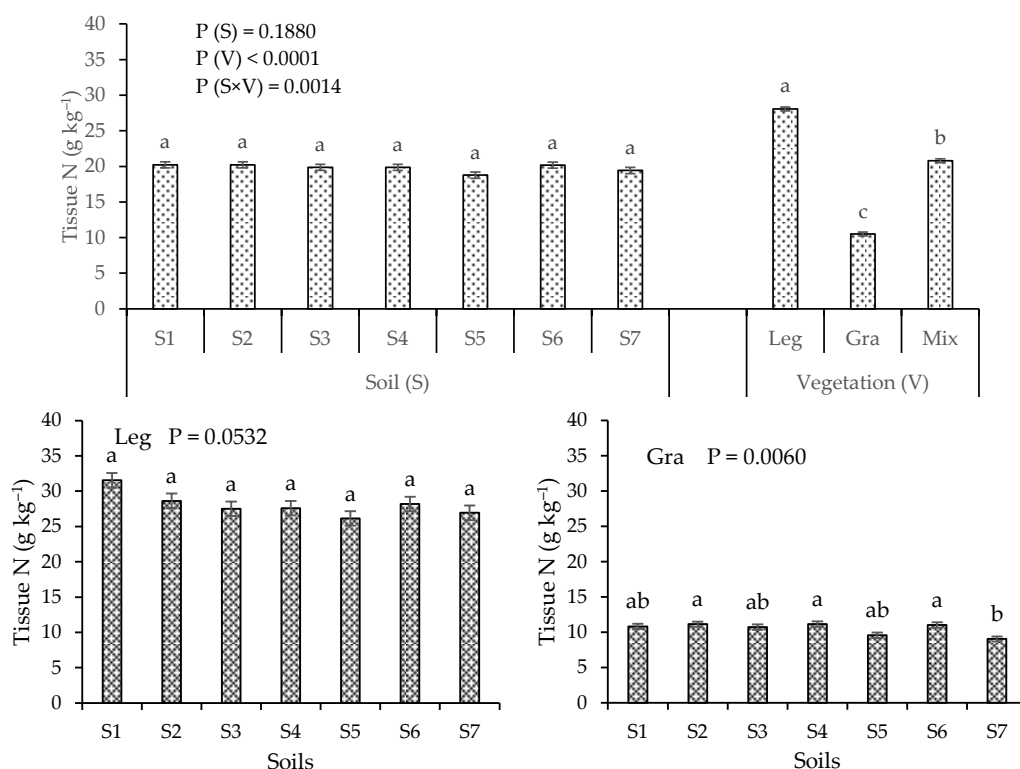 P (S) = 0.1880
P (V) < 0.0001
P (S×V) = 0.0014
Tissue N (g kg⁻¹)
40
35
30
25
20
15
10
5
0
a a a a a a a a c b
S1 S2 S3 S4 S5 S6 S7 Leg Gra Mix
Soil (S) Vegetation (V)
Leg P = 0.0532
Tissue N (g kg⁻¹)
40
35
30
25
20
15
10
5
0
a a a a a a a
S1 S2 S3 S4 S5 S6 S7
Soils
Gra P = 0.0060
Tissue N (g kg⁻¹)
40
35
30
25
20
15
10
5
0
ab a ab a ab a b
S1 S2 S3 S4 S5 S6 S7
Soils